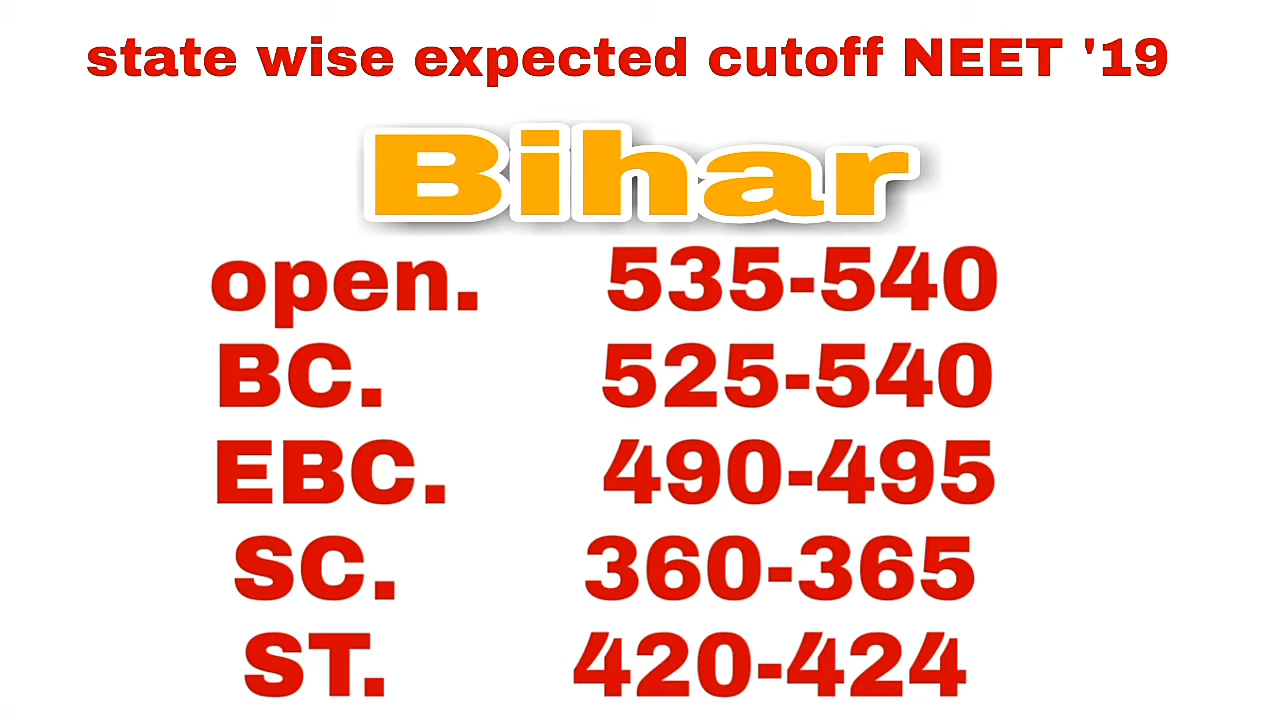 state wise expected cutoff NEET '19
Bihar
open. 535-540
BC. 525-540
EBC. 490-495
SC. 360-365
ST. 420-424